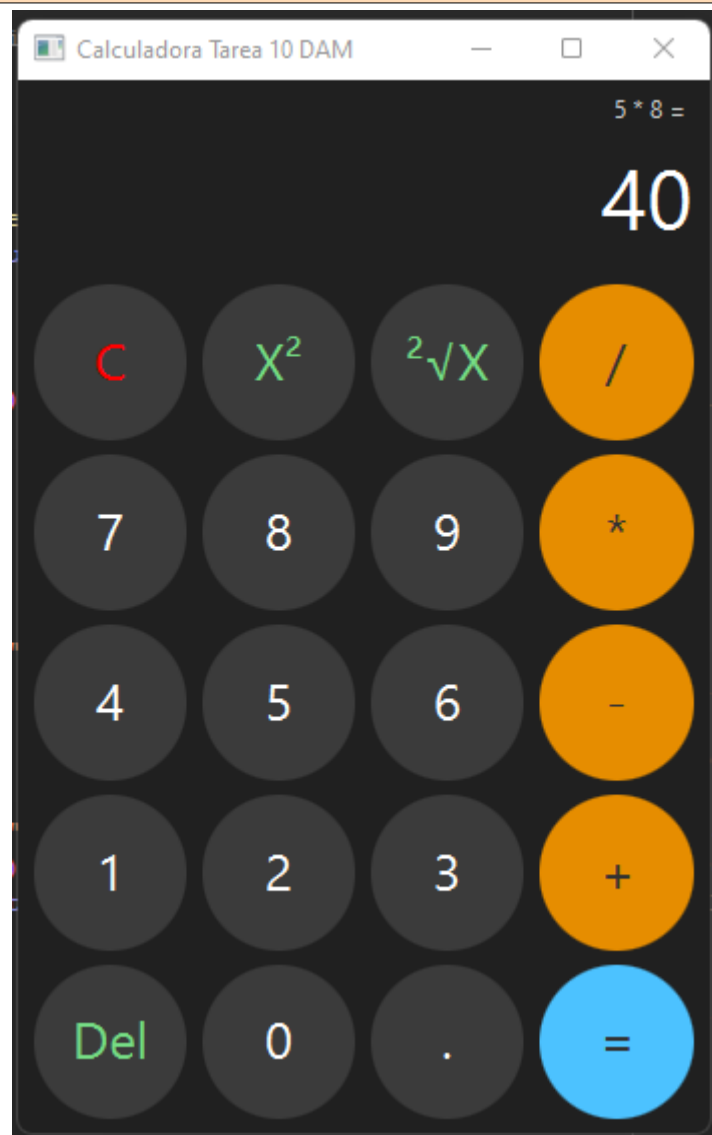 Calculadora Tarea 10 DAM
5 * 8 =
40
C X² ²√X /
7 8 9 *
4 5 6 -
1 2 3 +
Del 0 . =